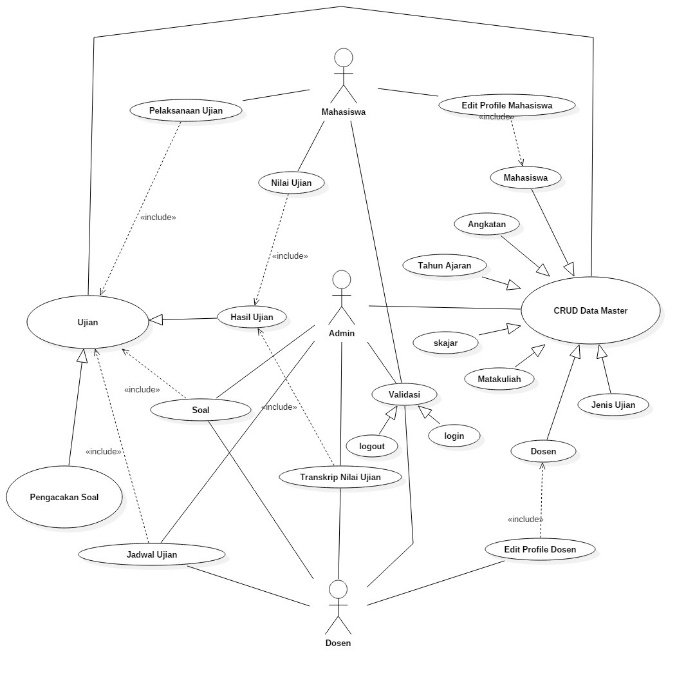 Pelaksanaan Ujian
Mahasiswa
Edit Profile Mahasiswa
«include»
Nilai Ujian
Mahasiswa
«include»
Angkatan
«include»
Tahun Ajaran
Ujian
Hasil Ujian
Admin
CRUD Data Master
skajar
«include»
Soal
«include»
Validasi
Matakuliah
Jenis Ujian
logout
login
«include»
Dosen
Pengacakan Soal
Transkrip Nilai Ujian
«include»
Jadwal Ujian
Edit Profile Dosen
Dosen